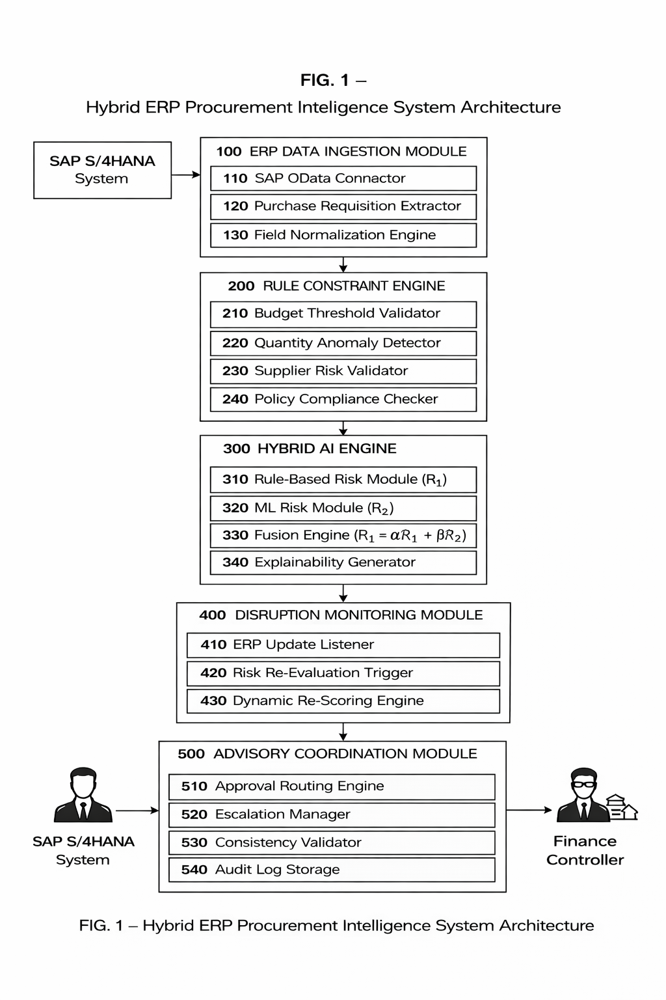 FIG. 1 –
Hybrid ERP Procurement Inteligence System Architecture
SAP S/4HANA
System
100 ERP DATA INGESTION MODULE
110 SAP OData Connactor
120 Purchase Requisition Extractor
130 Field Normalization Engine
200 RULE CONSTRAINT ENGINE
210 Budget Threshold Validator
220 Quantity Anomaly Detector
230 Supplier Risk Validator
240 Policy Compliance Checker
300 HYBRID AI ENGINE
310 Rule-Based Risk Module (R₁)
320 ML Risk Module (R₂)
330 Fusion Engine (R₁ = αR₁ + βR₂)
340 Explainability Generator
400 DISRUPTION MONITORING MODULE
410 ERP Update Listener
420 Risk Re-Evaluation Trigger
430 Dynamic Re-Scoring Engine
500 ADVISORY COORDINATION MODULE
510 Approval Routing Engine
520 Escalation Manager
530 Consistency Validator
540 Audit Log Storage
SAP S/4HANA
System
Finance
Controller
FIG. 1 – Hybrid ERP Procurement Intelligence System Architecture